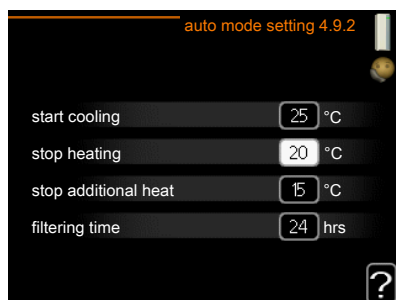 auto mode setting 4.9.2
start cooling 25 °C
stop heating 20 °C
stop additional heat 15 °C
filtering time 24 hrs
?